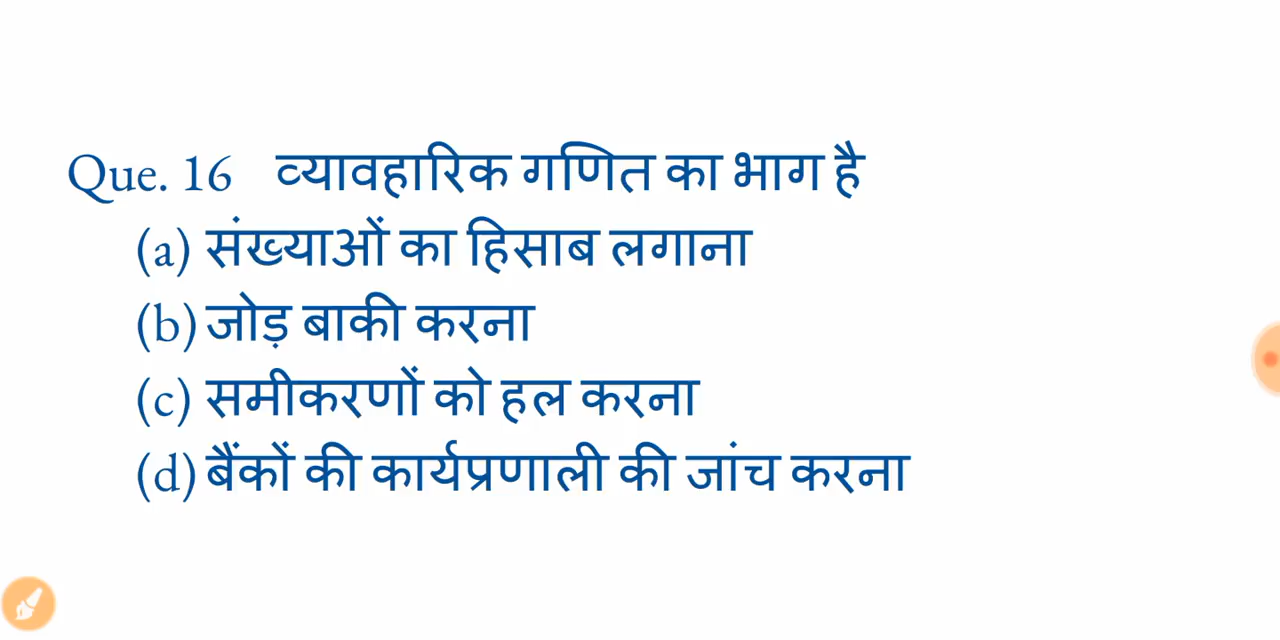 Que. 16 व्यावहारिक गणित का भाग है
(a) संख्याओं का हिसाब लगाना
(b) जोड़ बाकी करना
(c) समीकरणों को हल करना
(d) बैंकों की कार्यप्रणाली की जांच करना